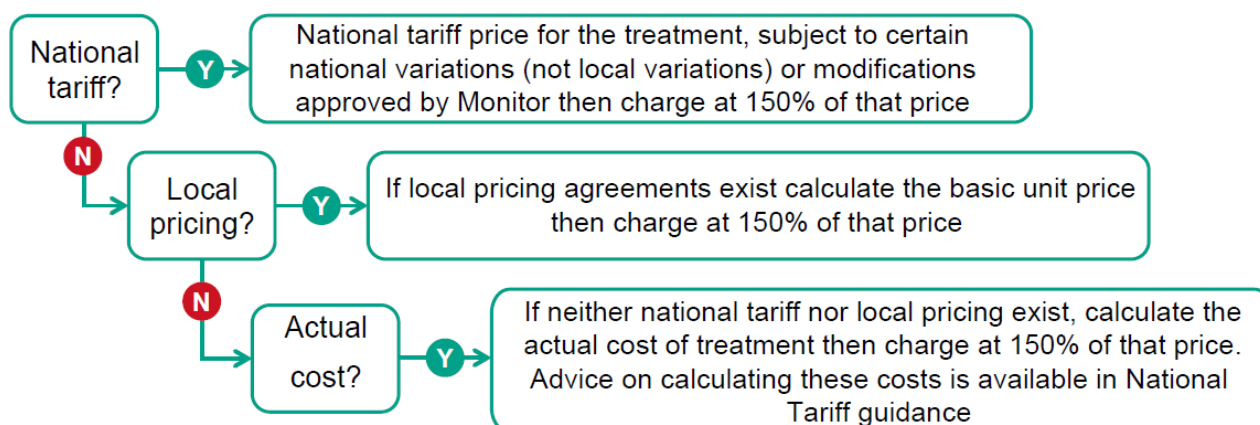 National
tariff?
Y
National tariff price for the treatment, subject to certain
national variations (not local variations) or modifications
approved by Monitor then charge at 150% of that price
N
Local
pricing?
Y
If local pricing agreements exist calculate the basic unit price
then charge at 150% of that price
N
Actual
cost?
Y
If neither national tariff nor local pricing exist, calculate the
actual cost of treatment then charge at 150% of that price.
Advice on calculating these costs is available in National
Tariff guidance